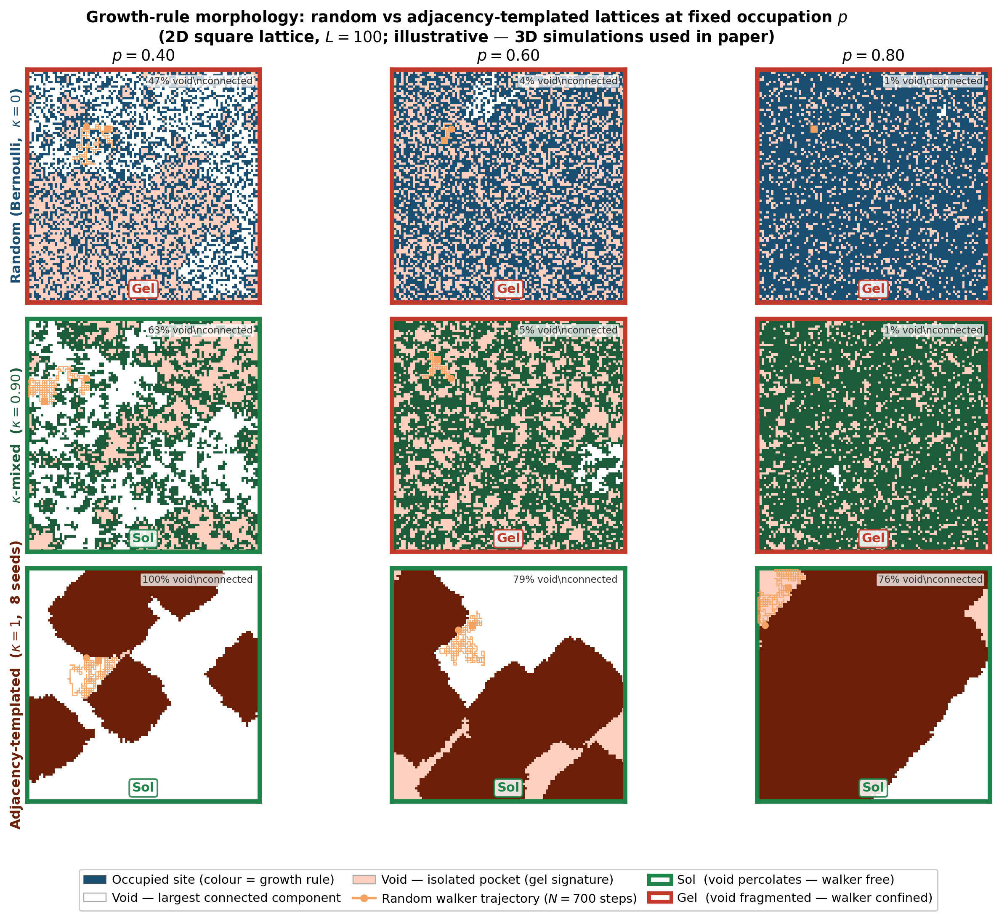 Growth-rule morphology: random vs adjacency-templated lattices at fixed occupation p
(2D square lattice, L = 100; illustrative — 3D simulations used in paper)
p = 0.40
p = 0.60
p = 0.80
Random (Bernoulli, κ = 0)
47% void\nconnected
Gel
4% void\nconnected
Gel
1% void\nconnected
Gel
κ-mixed (κ = 0.90)
63% void\nconnected
Sol
5% void\nconnected
Gel
1% void\nconnected
Gel
Adjacency-templated (κ = 1, 8 seeds)
100% void\nconnected
Sol
79% void\nconnected
Sol
76% void\nconnected
Sol
Occupied site (colour = growth rule)
Void — largest connected component
Void — isolated pocket (gel signature)
Random walker trajectory (N = 700 steps)
Sol (void percolates — walker free)
Gel (void fragmented — walker confined)